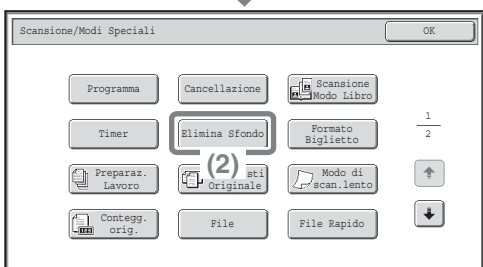 Scansione/Modi Speciali
OK
Programma
Cancellazione
Scansione
Modo Libro
Timer
Elimina Sfondo
Formato
Biglietto
1
2
Preparaz.
Lavoro
(2)
Originale
Modo di
scan.lento
Contegg.
orig.
File
File Rapido